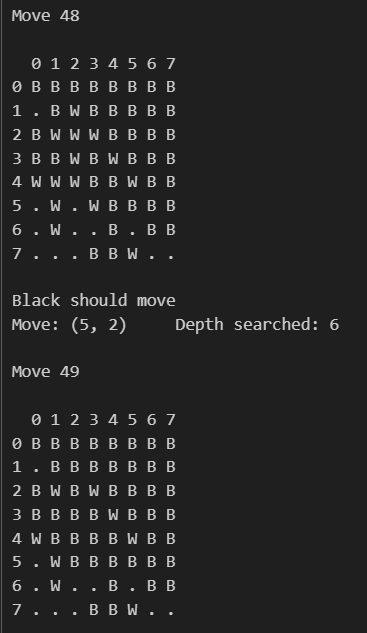 Move 48
0 1 2 3 4 5 6 7
0 B B B B B B B B
1 . B W B B B B B
2 B W W W B B B B
3 B B W B W B B B
4 W W W B B W B B
5 . W . W B B B B
6 . W . . B . B B
7 . . . B B W . .
Black should move
Move: (5, 2)     Depth searched: 6
Move 49
0 1 2 3 4 5 6 7
0 B B B B B B B B
1 . B B B B B B B
2 B W B W B B B B
3 B B B B W B B B
4 W B B B B W B B
5 . W B B B B B B
6 . W . . B . B B
7 . . . B B W . .